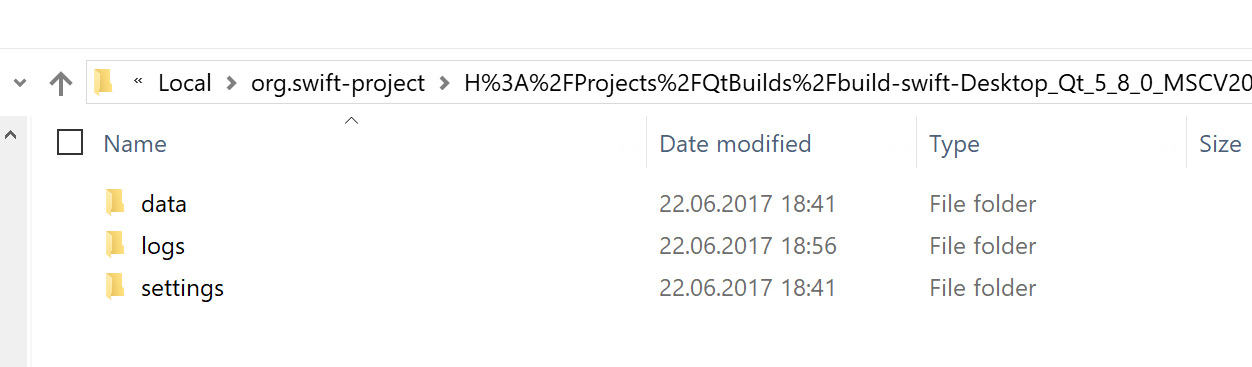 « Local > org.swift-project > H%3A%2FProjects%2FQtBuilds%2Fbuild-swift-Desktop_Qt_5_8_0_MSCV20
Name Date modified Type Size
data 22.06.2017 18:41 File folder
logs 22.06.2017 18:56 File folder
settings 22.06.2017 18:41 File folder